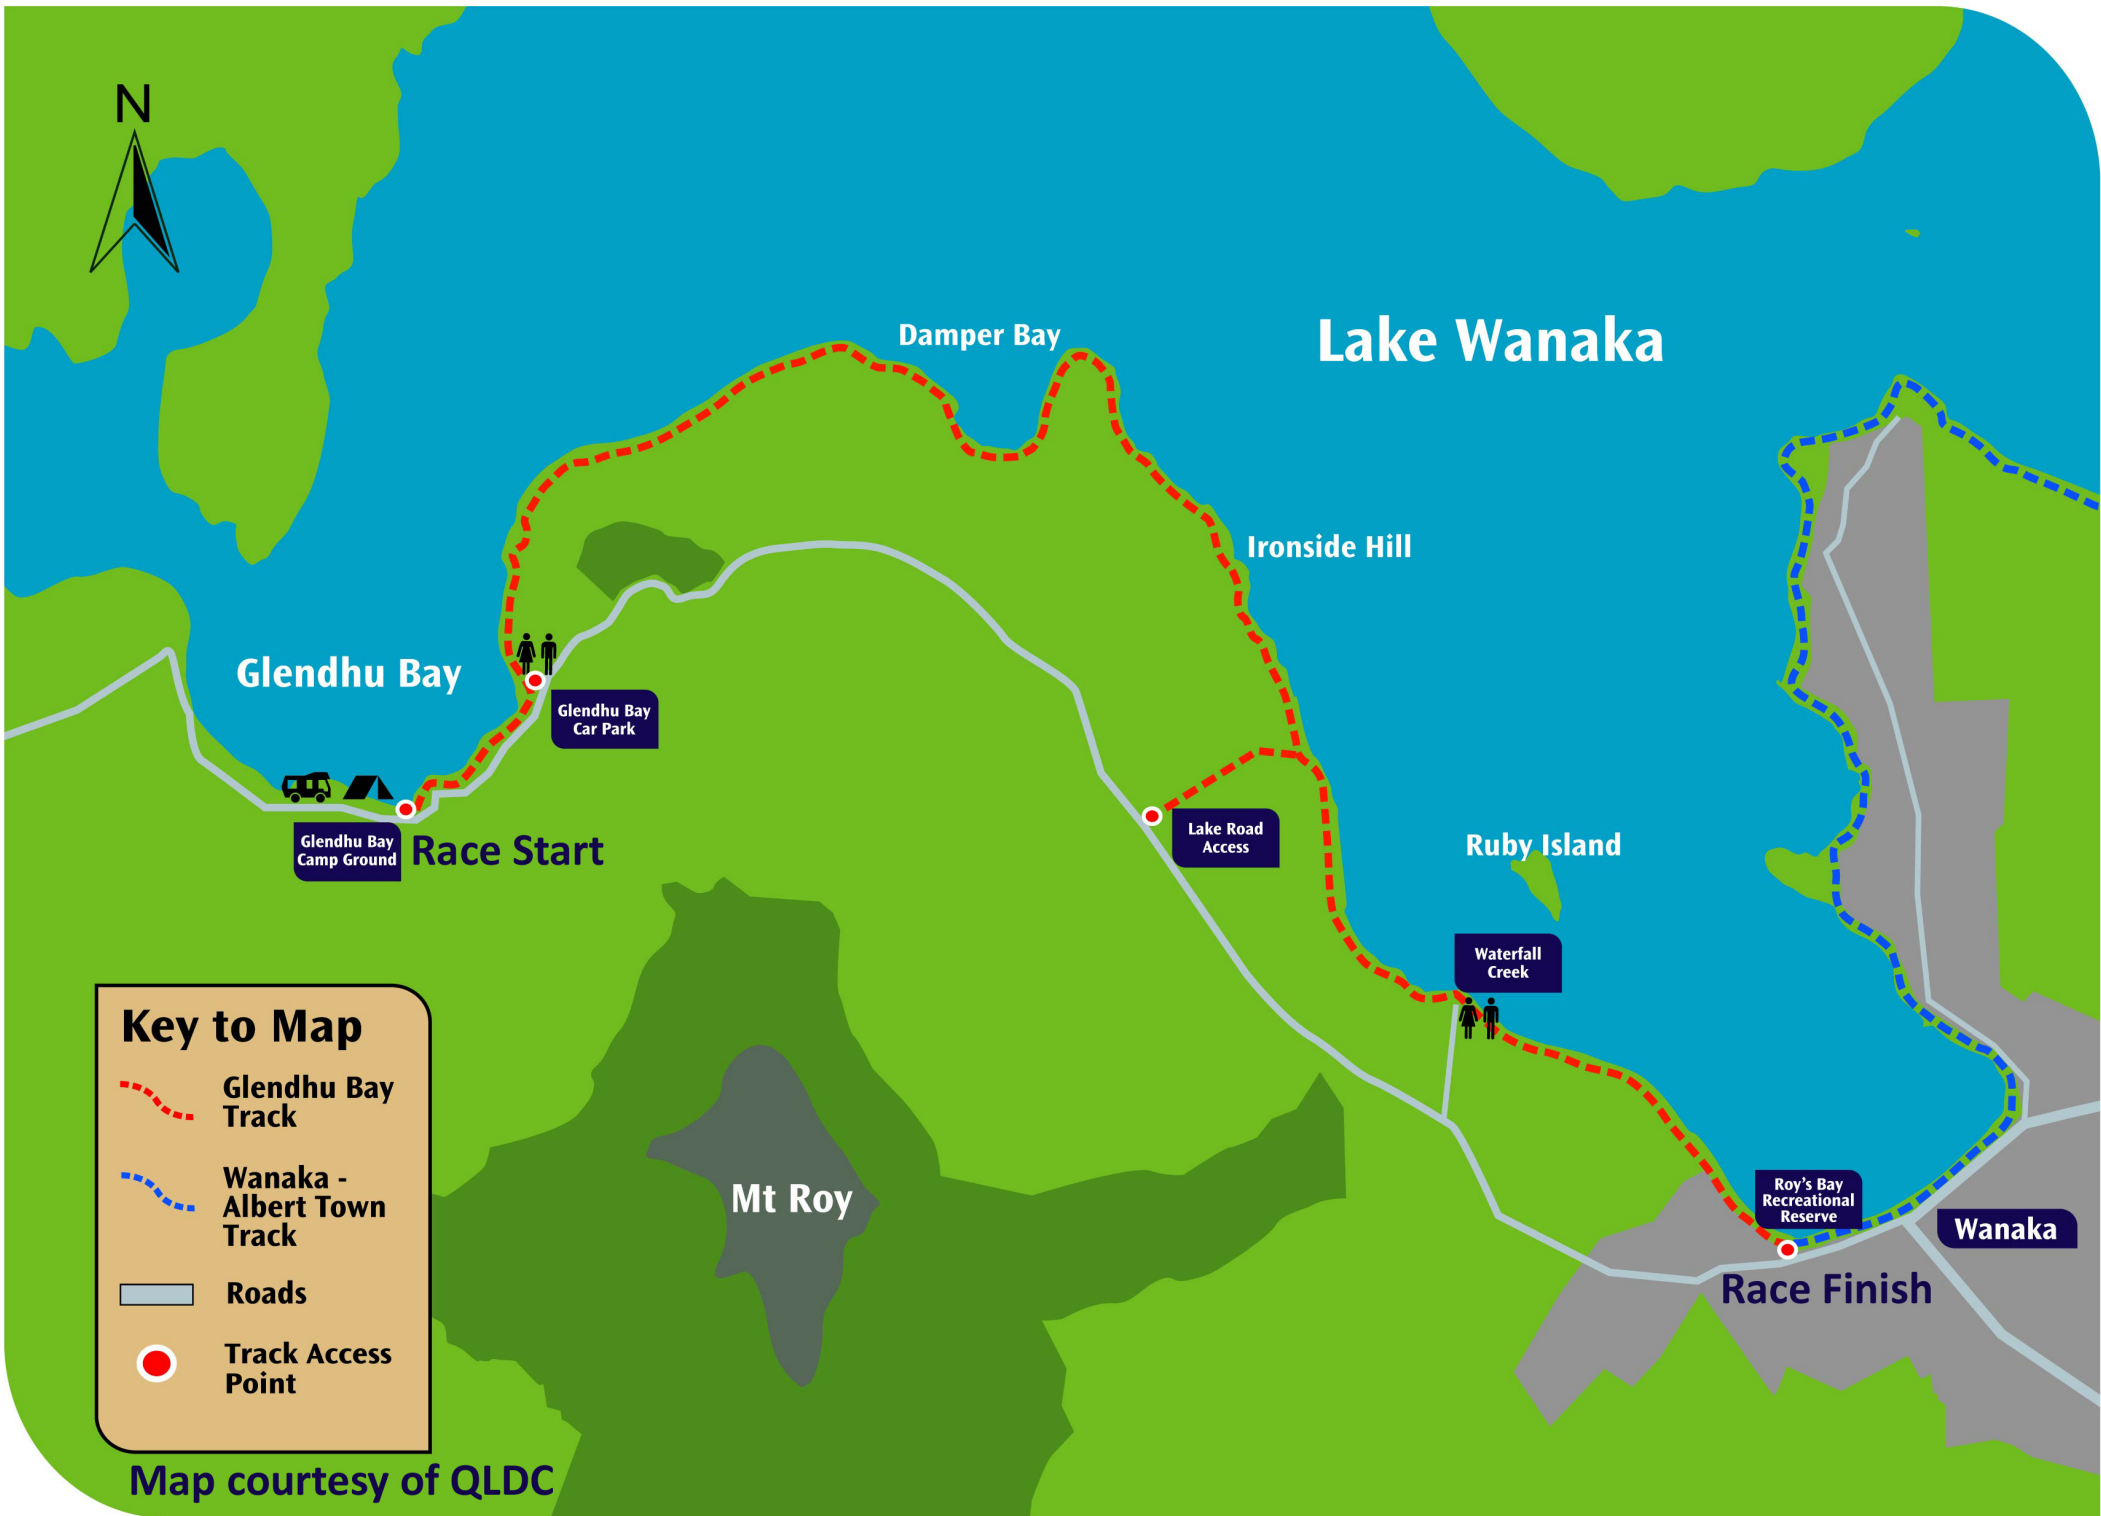 N
Damper Bay
Lake Wanaka
Ironside Hill
Glendhu Bay
Glendhu Bay
Car Park
Lake Road
Access
Ruby Island
Glendhu Bay
Camp Ground
Race Start
Waterfall
Creek
Key to Map
Glendhu Bay
Track
Wanaka -
Albert Town
Track
Roads
Track Access
Point
Mt Roy
Roy's Bay
Recreational
Reserve
Wanaka
Race Finish
Map courtesy of QLDC